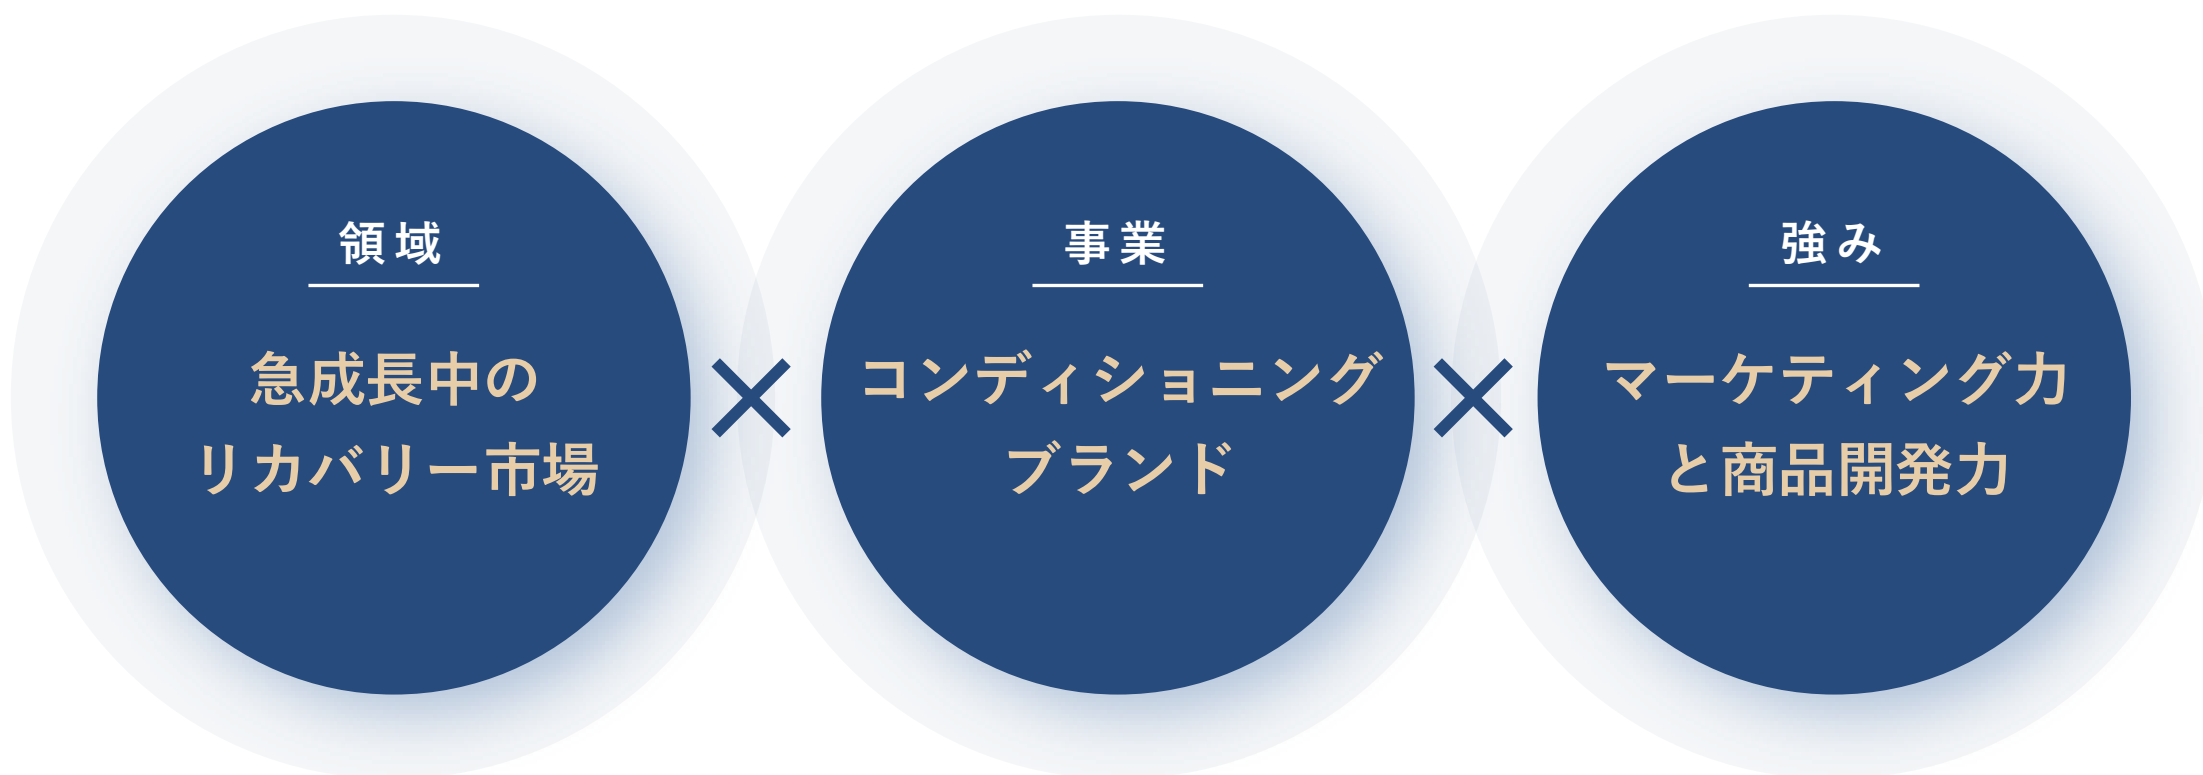 領域
急成長中の
リカバリー市場
×
事業
コンディショニング
ブランド
×
強み
マーケティング力
と商品開発力